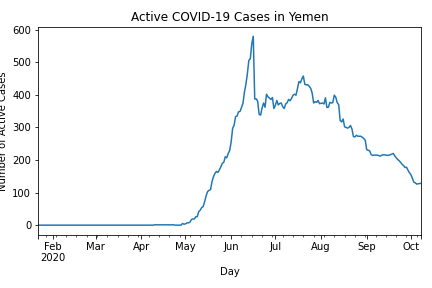 Active COVID-19 Cases in Yemen
Number of Active Cases
600
500
400
300
200
100
0
Feb Mar Apr May Jun Jul Aug Sep Oct
2020
Day